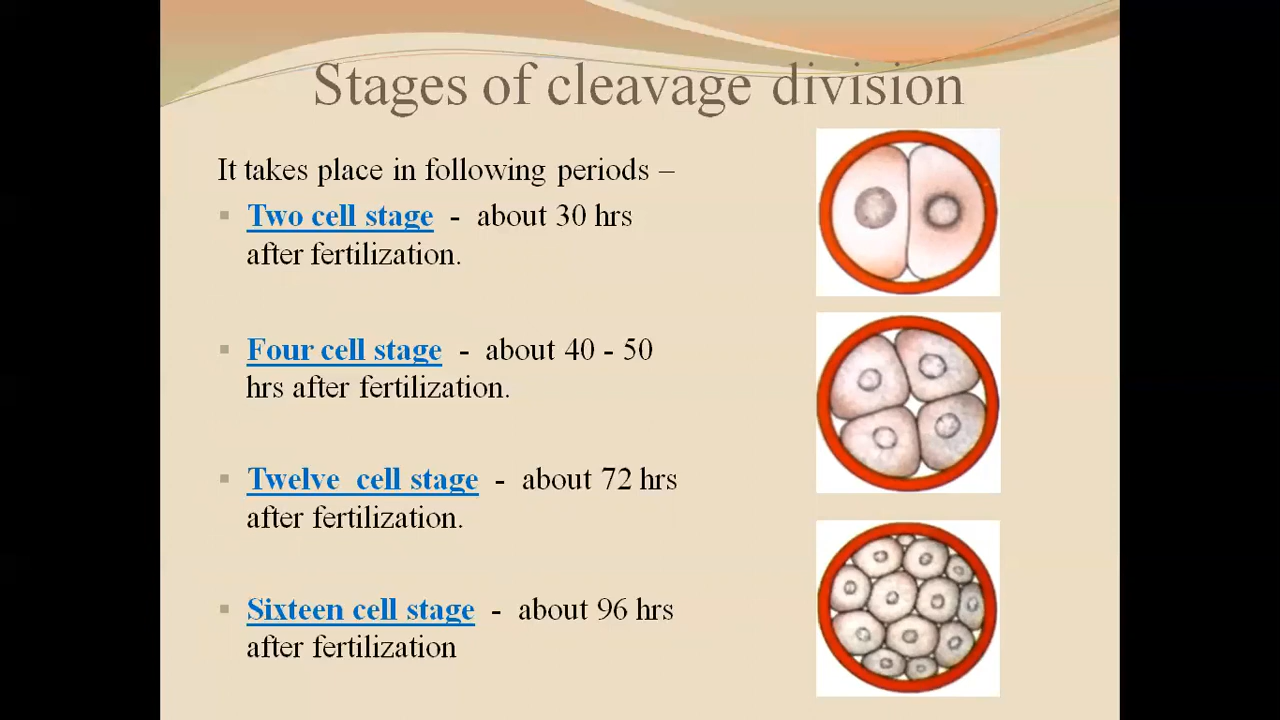 Stages of cleavage division
It takes place in following periods –
Two cell stage - about 30 hrs
after fertilization.
Four cell stage - about 40 - 50
hrs after fertilization.
Twelve cell stage - about 72 hrs
after fertilization.
Sixteen cell stage - about 96 hrs
after fertilization